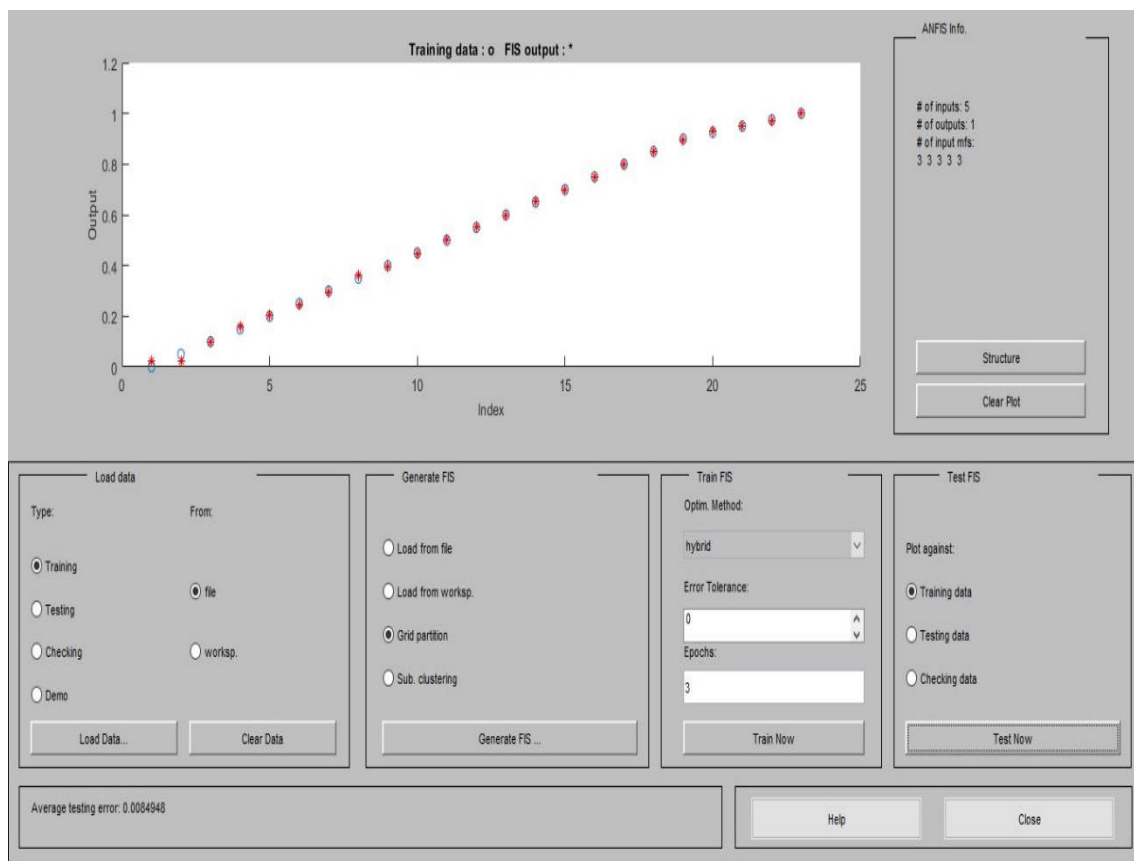 Training data : o   FIS output : *
1.2
1
0.8
0.6
0.4
0.2
0
Output
0 5 10 15 20 25
Index
ANFIS Info.
# of inputs: 5
# of outputs: 1
# of input mfs:
3 3 3 3 3
Structure
Clear Plot
Load data
Type:
From:
Training
Testing
Checking
Demo
file
worksp.
Load Data...
Clear Data
Generate FIS
Load from file
Load from worksp.
Grid partition
Sub. clustering
Generate FIS ...
Train FIS
Optim. Method:
hybrid
Error Tolerance:
0
Epochs:
3
Train Now
Test FIS
Plot against:
Training data
Testing data
Checking data
Test Now
Average testing error: 0.0084948
Help
Close